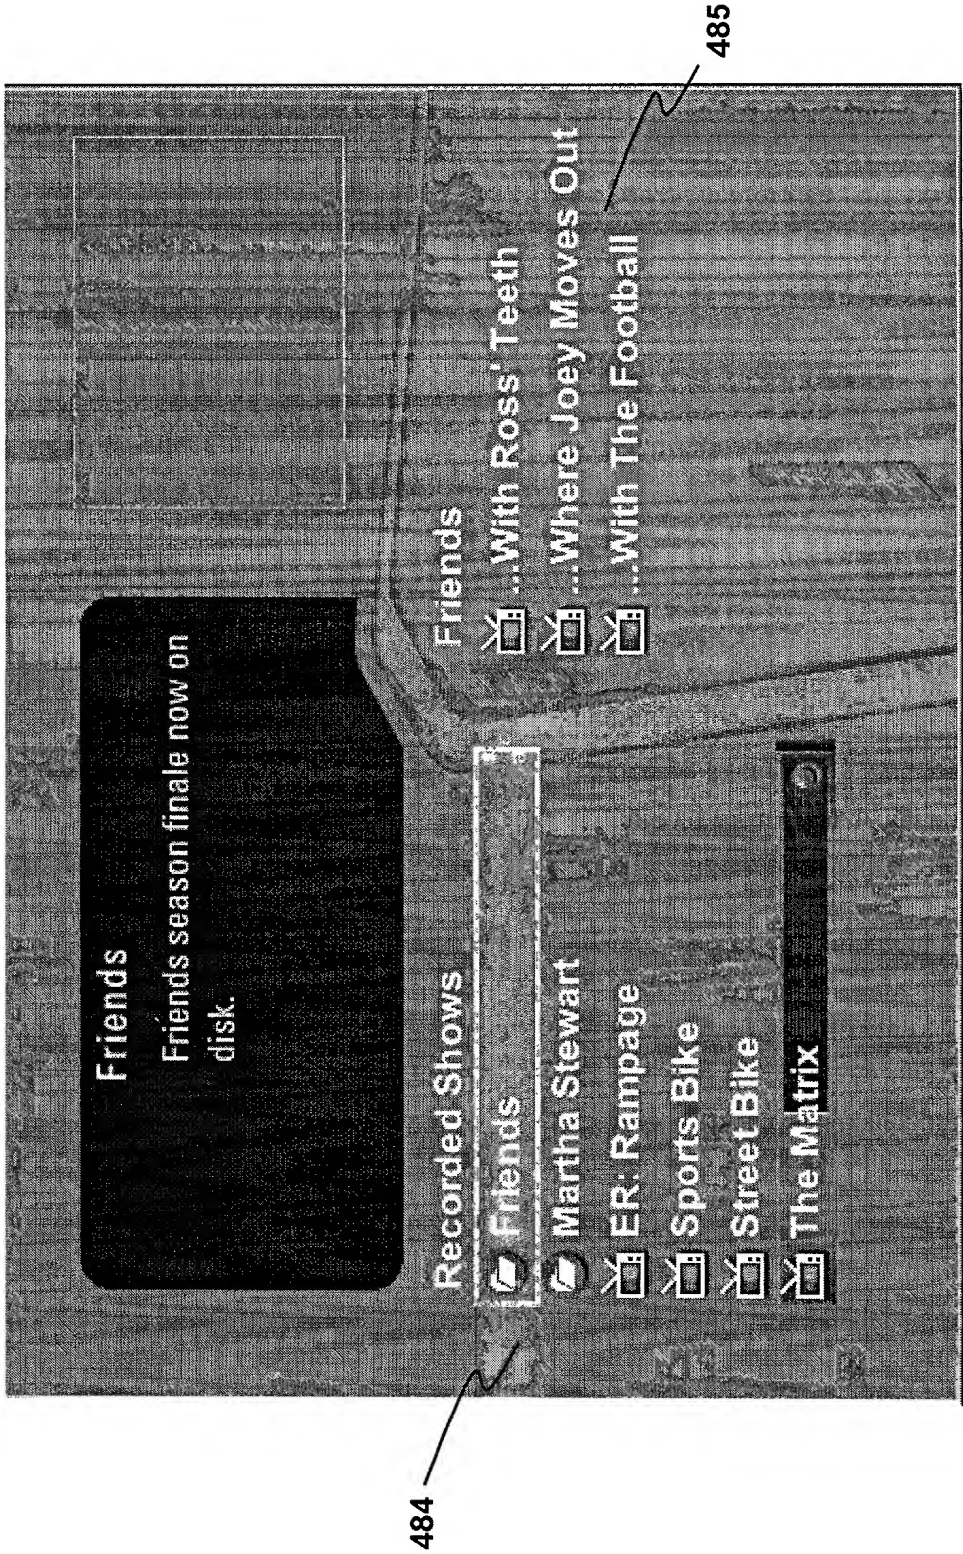 Friends
Friends season finale now on
disk.
Recorded Shows
Friends
Martha Stewart
ER: Rampage
Sports Bike
Street Bike
The Matrix
Friends
...With Ross' Teeth
...Where Joey Moves Out
...With The Football
484
485